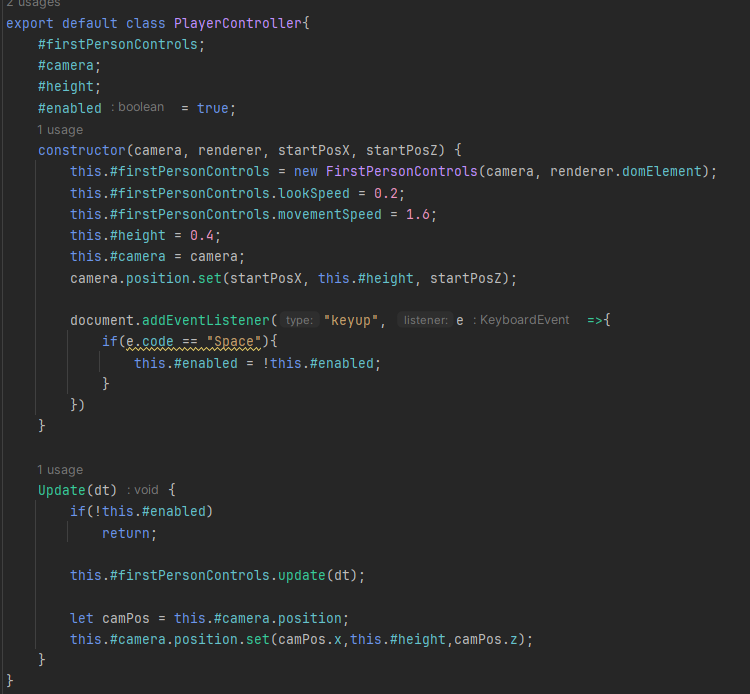 2 usages
export default class PlayerController{
    #firstPersonControls;
    #camera;
    #height;
    #enabled : boolean = true;
    1 usage
    constructor(camera, renderer, startPosX, startPosZ) {
        this.#firstPersonControls = new FirstPersonControls(camera, renderer.domElement);
        this.#firstPersonControls.lookSpeed = 0.2;
        this.#firstPersonControls.movementSpeed = 1.6;
        this.#height = 0.4;
        this.#camera = camera;
        camera.position.set(startPosX, this.#height, startPosZ);

        document.addEventListener( type: "keyup", listener: e : KeyboardEvent =>{
            if(e.code == "Space"){
                this.#enabled = !this.#enabled;
            }
        })
    }

    1 usage
    Update(dt) : void {
        if(!this.#enabled)
            return;

        this.#firstPersonControls.update(dt);

        let camPos = this.#camera.position;
        this.#camera.position.set(camPos.x,this.#height,camPos.z);
    }
}